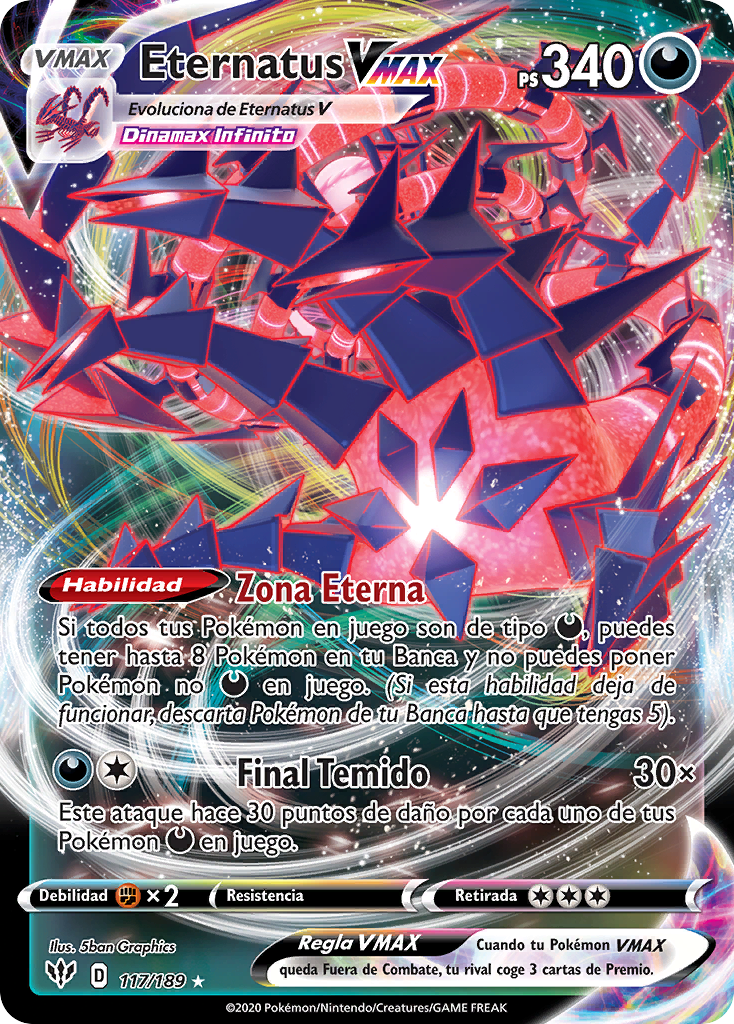 VMAX
Eternatus VMAX
PS 340
Evoluciona de Eternatus V
Dinamax Infinito
Habilidad Zona Eterna
Si todos tus Pokémon en juego son de tipo , puedes
tener hasta 8 Pokémon en tu Banca y no puedes poner
Pokémon no en juego. (Si esta habilidad deja de
funcionar, descarta Pokémon de tu Banca hasta que tengas 5).
Final Temido 30×
Este ataque hace 30 puntos de daño por cada uno de tus
Pokémon en juego.
Debilidad ×2 Resistencia Retirada
Ilus. 5ban Graphics
D 117/189
Regla VMAX Cuando tu Pokémon VMAX
queda Fuera de Combate, tu rival coge 3 cartas de Premio.
©2020 Pokémon/Nintendo/Creatures/GAME FREAK